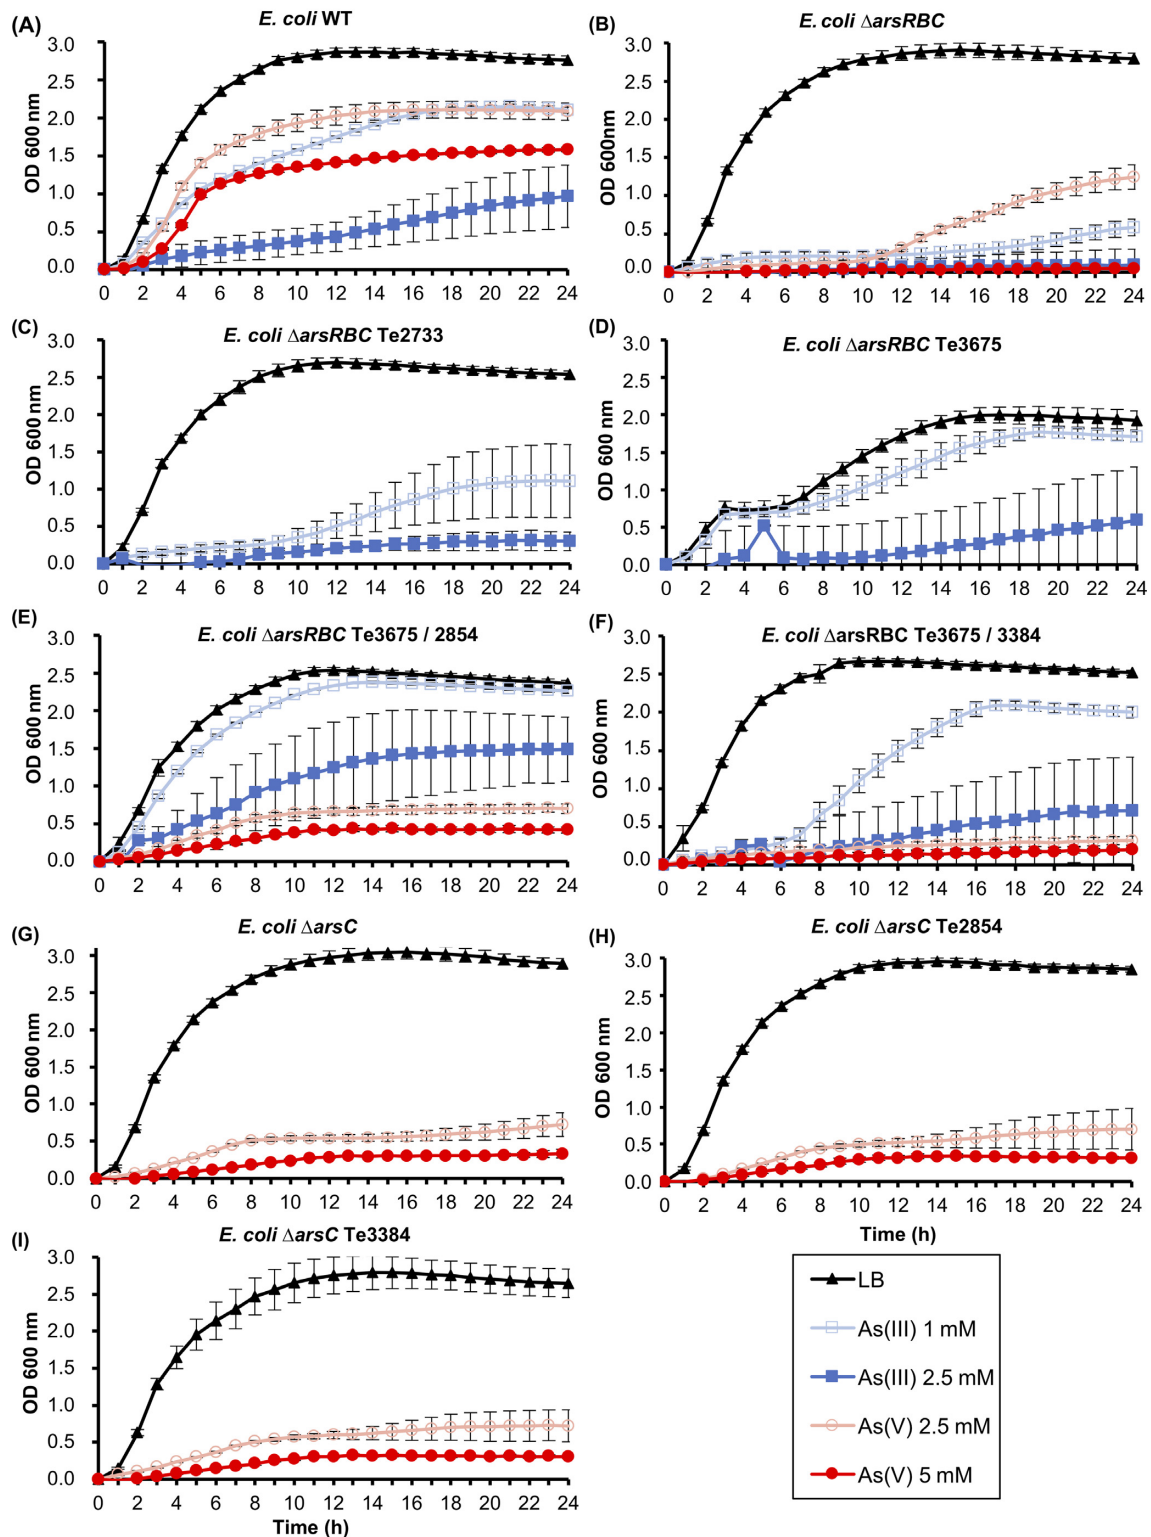 (A) E. coli WT
3.0
2.5
2.0
1.5
1.0
0.5
0.0
OD 600 nm
0 2 4 6 8 10 12 14 16 18 20 22 24
(B) E. coli ΔarsRBC
3.0
2.5
2.0
1.5
1.0
0.5
0.0
OD 600nm
0 2 4 6 8 10 12 14 16 18 20 22 24
(C) E. coli ΔarsRBC Te2733
3.0
2.5
2.0
1.5
1.0
0.5
0.0
OD 600 nm
0 2 4 6 8 10 12 14 16 18 20 22 24
(D) E. coli ΔarsRBC Te3675
3.0
2.5
2.0
1.5
1.0
0.5
0.0
OD 600 nm
0 2 4 6 8 10 12 14 16 18 20 22 24
(E) E. coli ΔarsRBC Te3675 / 2854
3.0
2.5
2.0
1.5
1.0
0.5
0.0
OD 600 nm
0 2 4 6 8 10 12 14 16 18 20 22 24
(F) E. coli ΔarsRBC Te3675 / 3384
3.0
2.5
2.0
1.5
1.0
0.5
0.0
OD 600 nm
0 2 4 6 8 10 12 14 16 18 20 22 24
(G) E. coli ΔarsC
3.0
2.5
2.0
1.5
1.0
0.5
0.0
OD 600 nm
0 2 4 6 8 10 12 14 16 18 20 22 24
(H) E. coli ΔarsC Te2854
3.0
2.5
2.0
1.5
1.0
0.5
0.0
OD 600 nm
0 2 4 6 8 10 12 14 16 18 20 22 24
Time (h)
(I) E. coli ΔarsC Te3384
3.0
2.5
2.0
1.5
1.0
0.5
0.0
OD 600 nm
0 2 4 6 8 10 12 14 16 18 20 22 24
Time (h)
LB
As(III) 1 mM
As(III) 2.5 mM
As(V) 2.5 mM
As(V) 5 mM